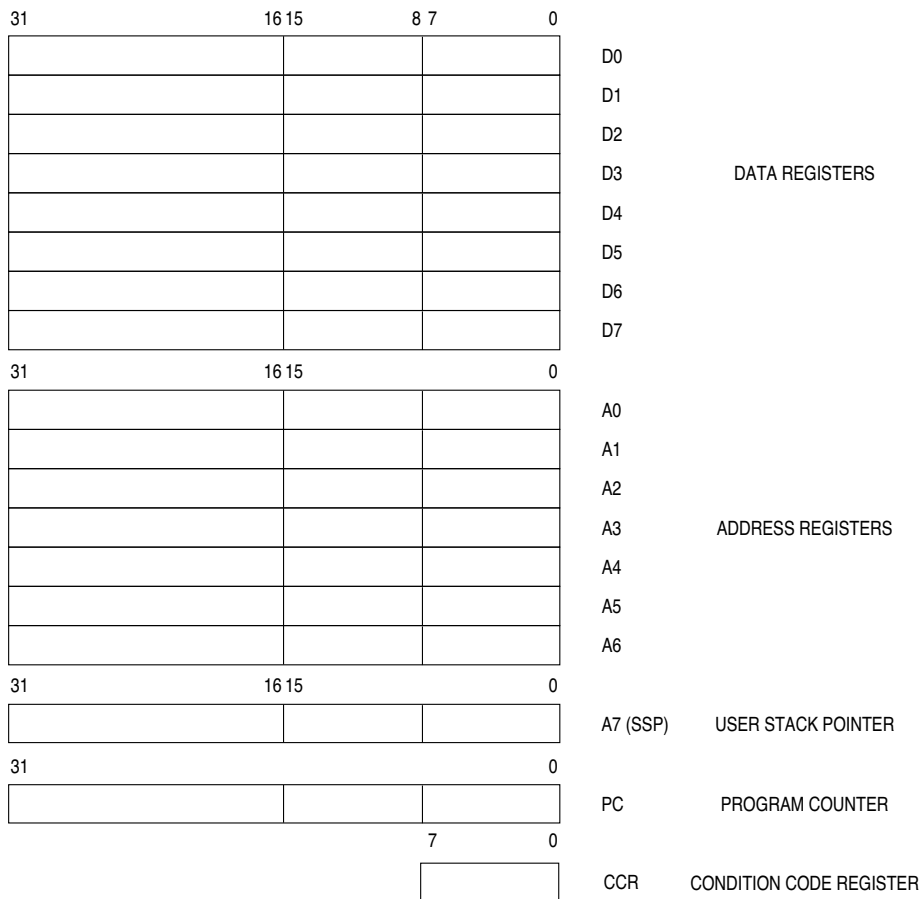 31 16 15 8 7 0
D0
D1
D2
D3 DATA REGISTERS
D4
D5
D6
D7
31 16 15 0
A0
A1
A2
A3 ADDRESS REGISTERS
A4
A5
A6
31 16 15 0
A7 (SSP) USER STACK POINTER
31 0
PC PROGRAM COUNTER
7 0
CCR CONDITION CODE REGISTER